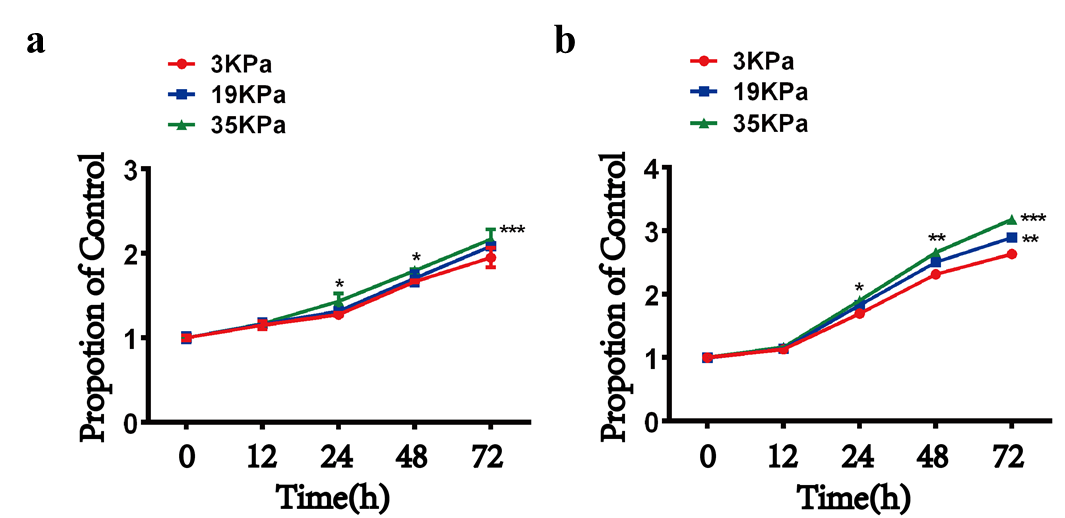 a
3KPa
19KPa
35KPa
Propotion of Control
3
2
1
0
*
*
***
0 12 24 48 72
Time(h)
b
3KPa
19KPa
35KPa
Propotion of Control
4
3
2
1
0
*
**
***
**
0 12 24 48 72
Time(h)